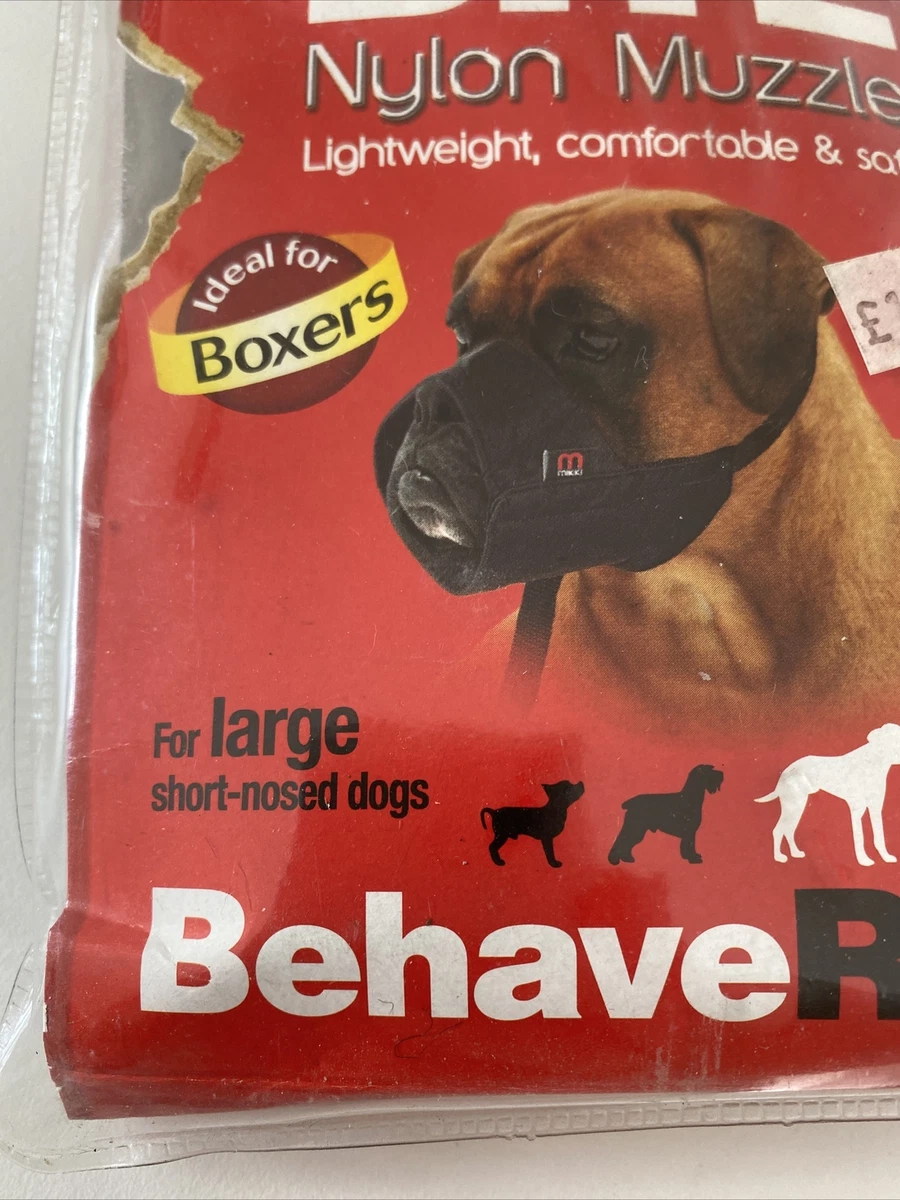 Nylon Muzzle
Lightweight, comfortable & saf
Ideal for
Boxers
£
mikki
For large
short-nosed dogs
BehaveR